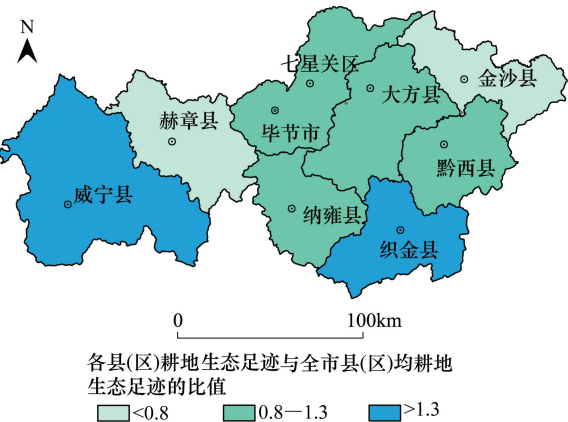 N
七星关区
金沙县
大方县
赫章县
毕节市
黔西县
威宁县
纳雍县
织金县
0 100km
各县(区)耕地生态足迹与全市县(区)均耕地
生态足迹的比值
<0.8 0.8—1.3 >1.3